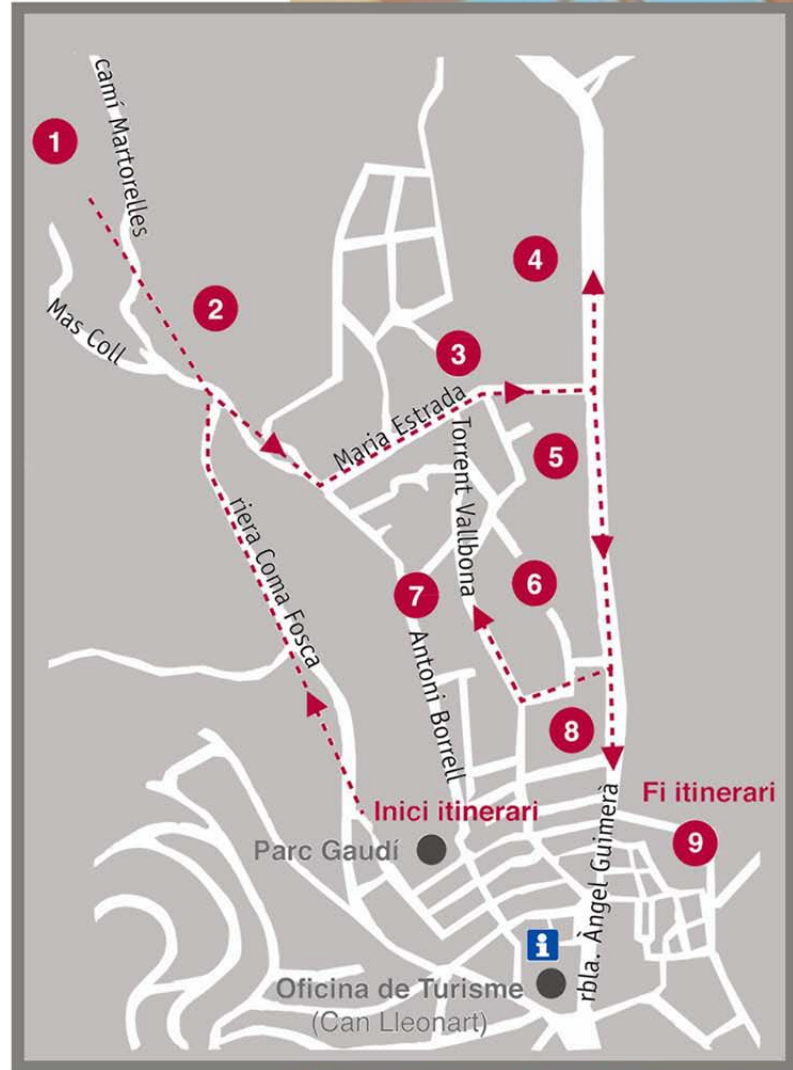 camí Martorelles
1
2
Mas Coll
4
3
Maria Estrada
Torrent Vallbona
5
riera Coma Fosca
7
6
Antoni Borrell
8
Inici itinerari
Fi itinerari
Parc Gaudí
9
rbla. Àngel Guimerà
i
Oficina de Turisme
(Can Lleonart)